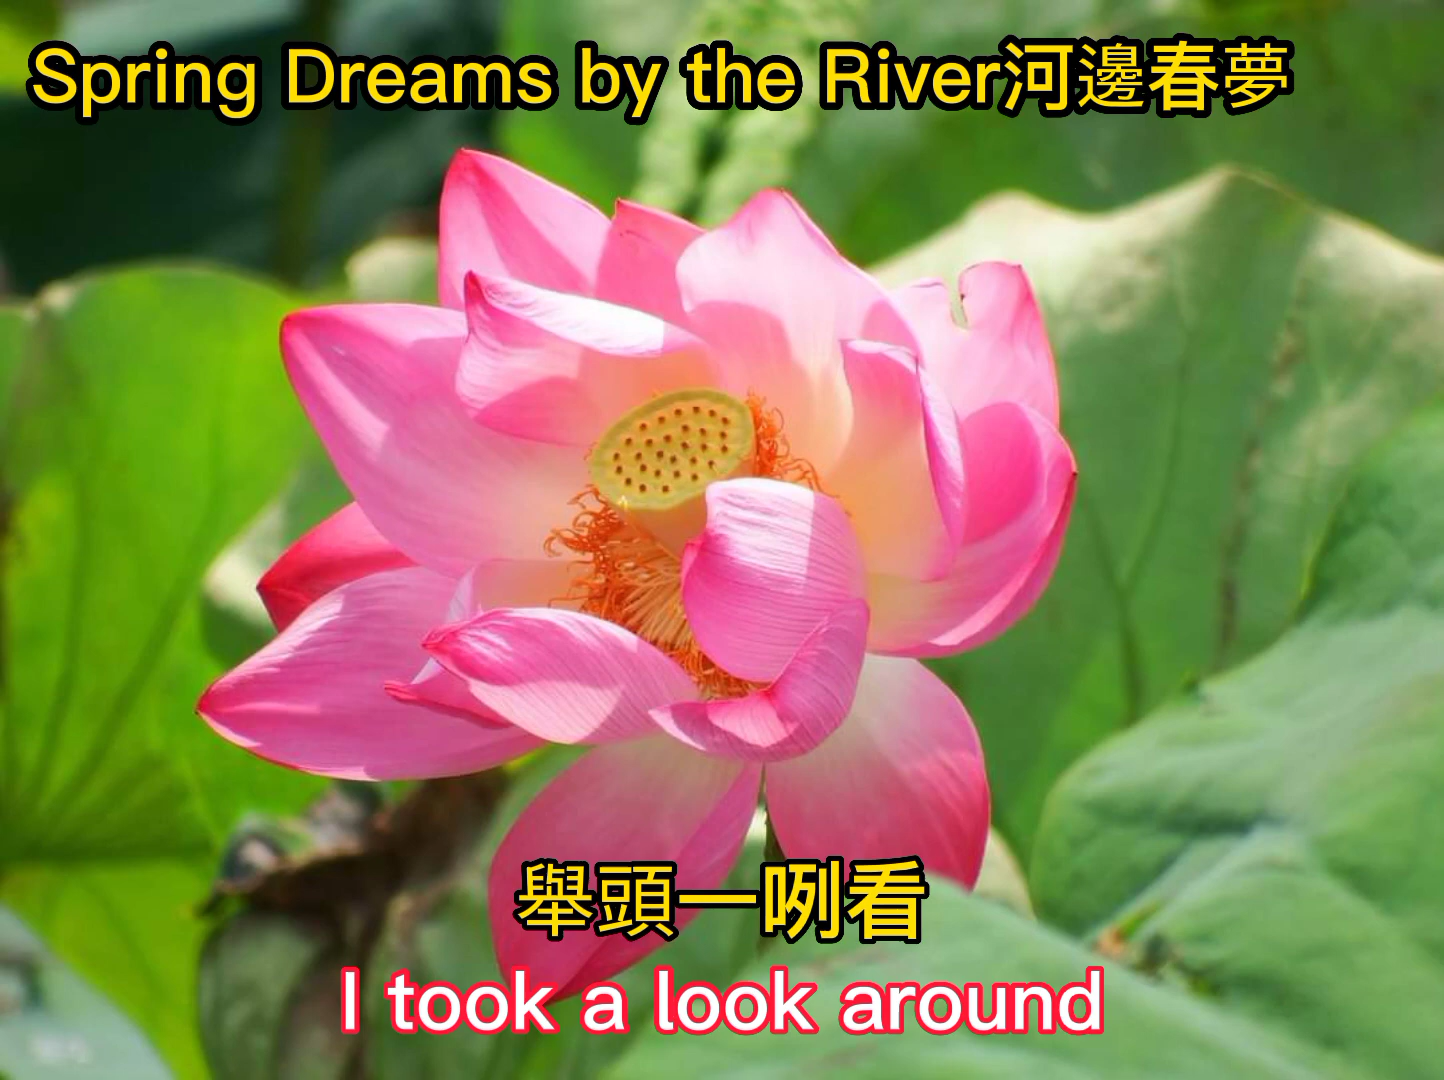 Spring Dreams by the River河邊春夢
舉頭一咧看
I took a look around